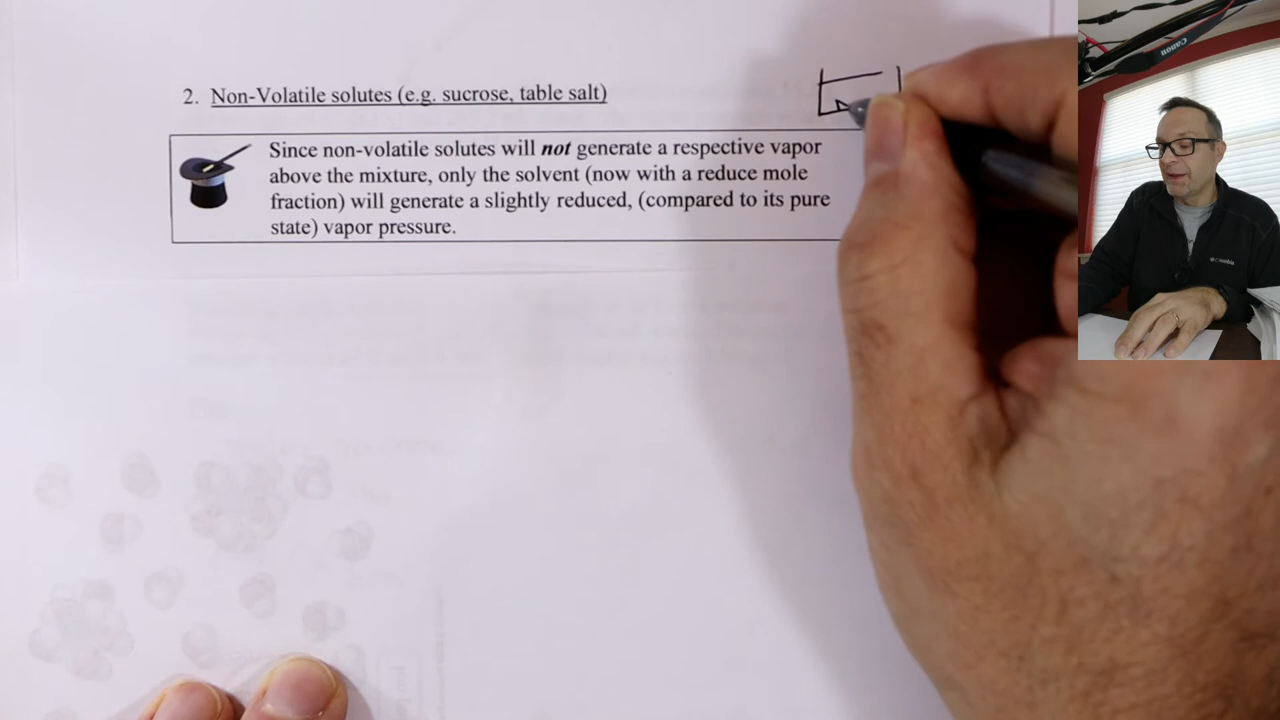 2. Non-Volatile solutes (e.g. sucrose, table salt)
Since non-volatile solutes will not generate a respective vapor
above the mixture, only the solvent (now with a reduce mole
fraction) will generate a slightly reduced, (compared to its pure
state) vapor pressure.
Canon
Columbia